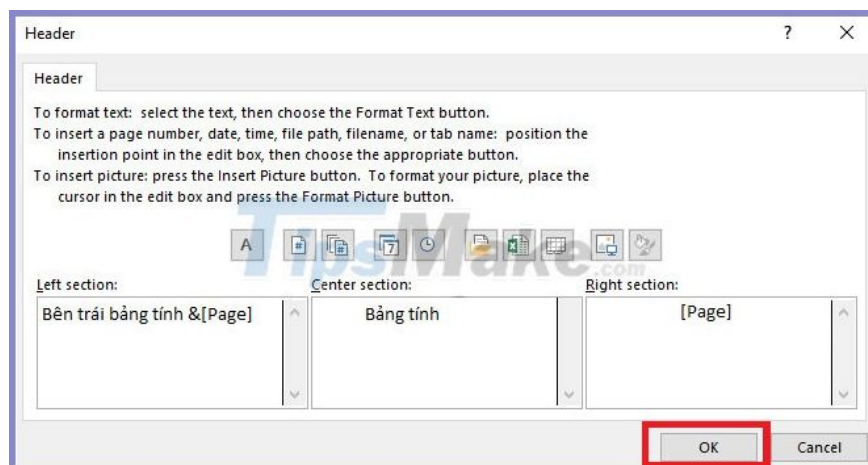 Header
?
Header
To format text: select the text, then choose the Format Text button.
To insert a page number, date, time, file path, filename, or tab name: position the
insertion point in the edit box, then choose the appropriate button.
To insert picture: press the Insert Picture button. To format your picture, place the
cursor in the edit box and press the Format Picture button.
A # # 7
TipsMake.com
Left section: Center section: Right section:
Bên trái bảng tính &[Page] Bảng tính [Page]
OK Cancel